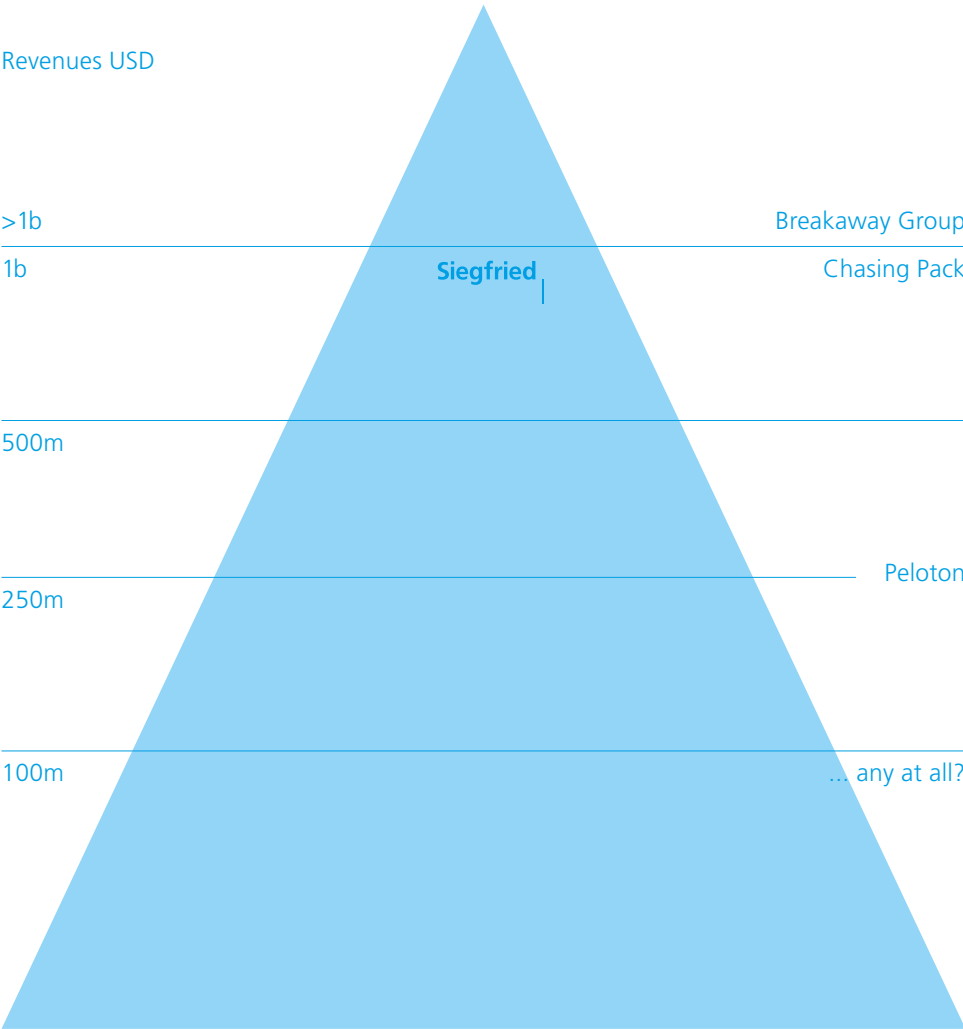 Revenues USD
>1b
Breakaway Group
1b
Siegfried
Chasing Pack
500m
Peloton
250m
100m
... any at all?